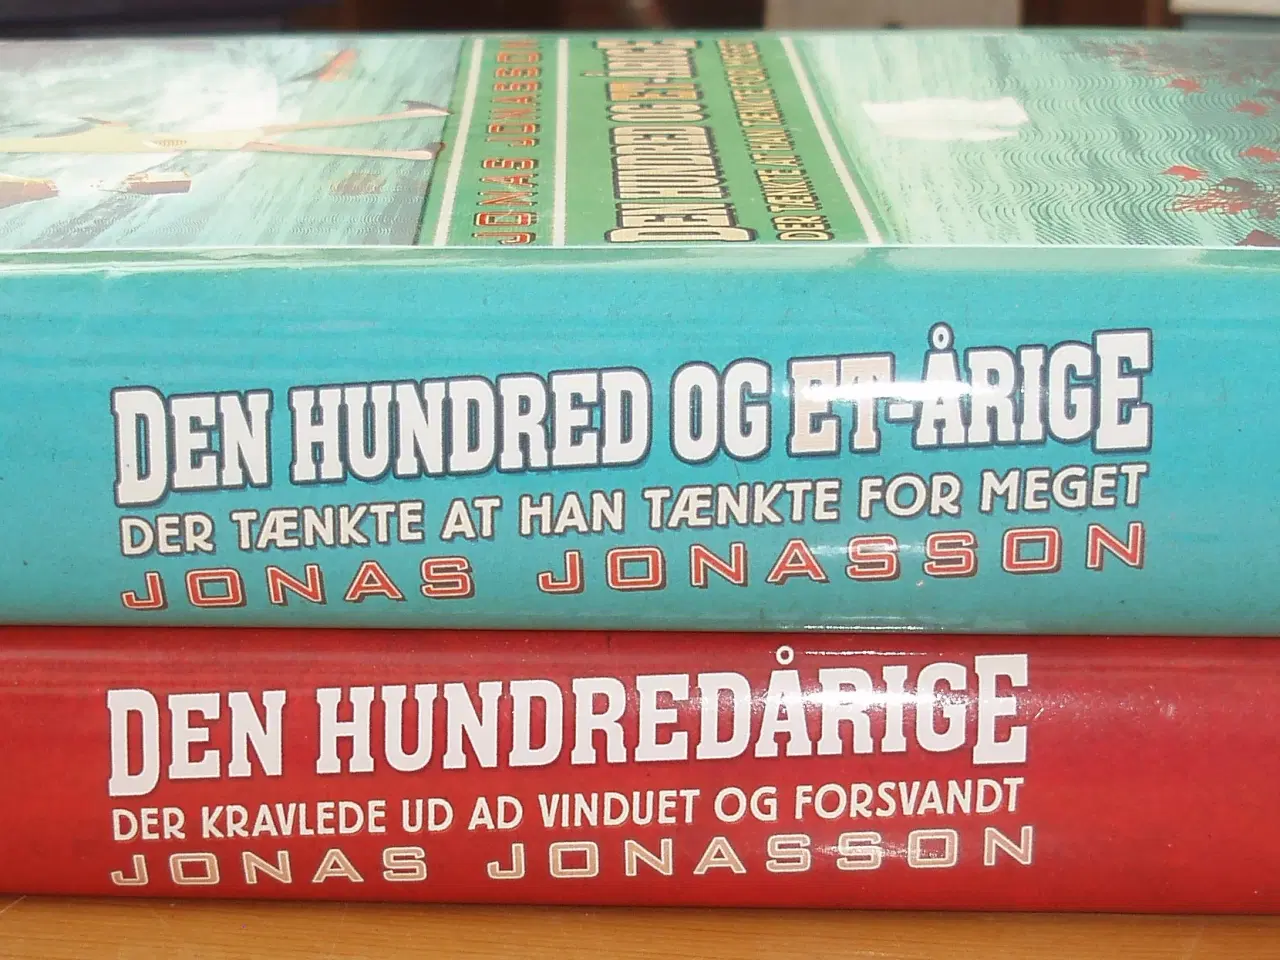 JONAS JONASSON
DEN HUNDRED OG ET-ÅRIGE
DER TÆNKTE AT HAN TÆNKTE FOR MEGET
DEN HUNDRED OG ET-ÅRIGE
DER TÆNKTE AT HAN TÆNKTE FOR MEGET
JONAS JONASSON
DEN HUNDREDÅRIGE
DER KRAVLEDE UD AD VINDUET OG FORSVANDT
JONAS JONASSON